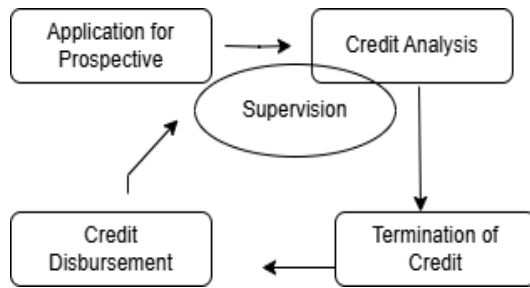 Application for
Prospective
Credit Analysis
Supervision
Credit
Disbursement
Termination of
Credit